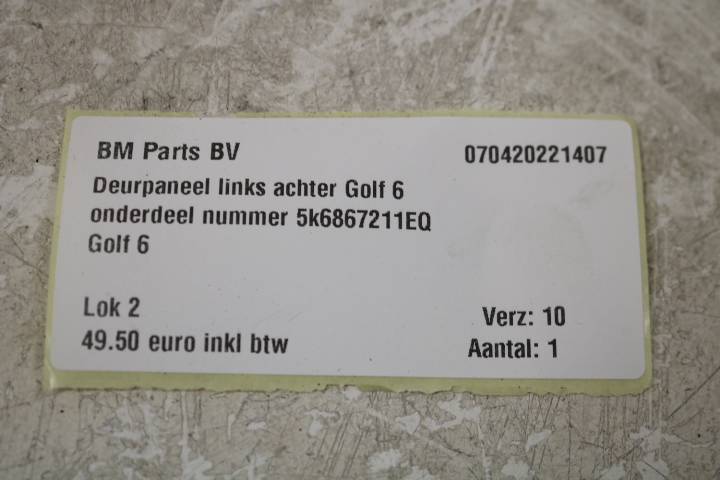 BM Parts BV 070420221407
Deurpaneel links achter Golf 6
onderdeel nummer 5k6867211EQ
Golf 6
Lok 2 Verz: 10
49.50 euro inkl btw Aantal: 1